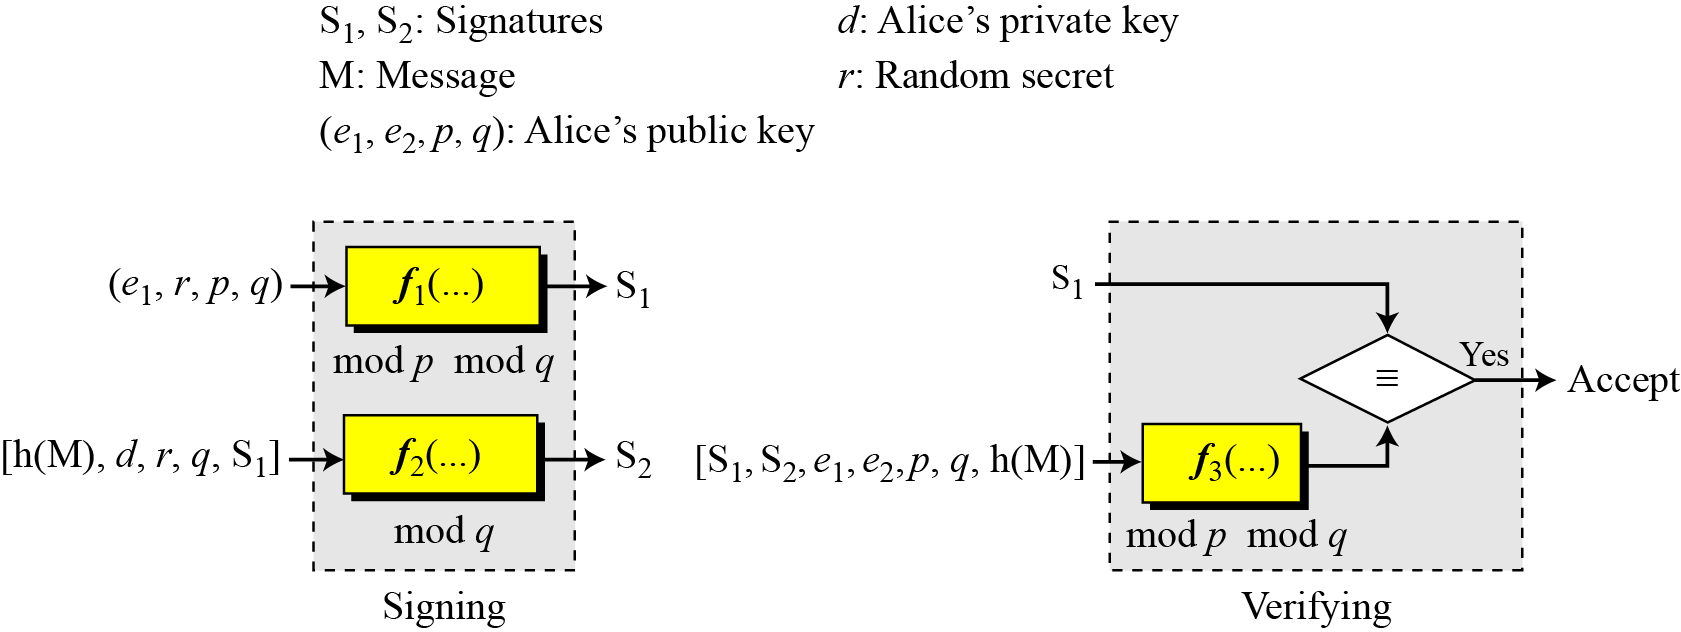 S₁, S₂: Signatures    d: Alice’s private key
M: Message    r: Random secret
(e₁, e₂, p, q): Alice’s public key
(e₁, r, p, q)    f₁(...)    S₁
mod p mod q
[h(M), d, r, q, S₁]    f₂(...)    S₂
mod q
Signing
S₁
≡    Yes    Accept
[S₁, S₂, e₁, e₂, p, q, h(M)]    f₃(...)
mod p mod q
Verifying